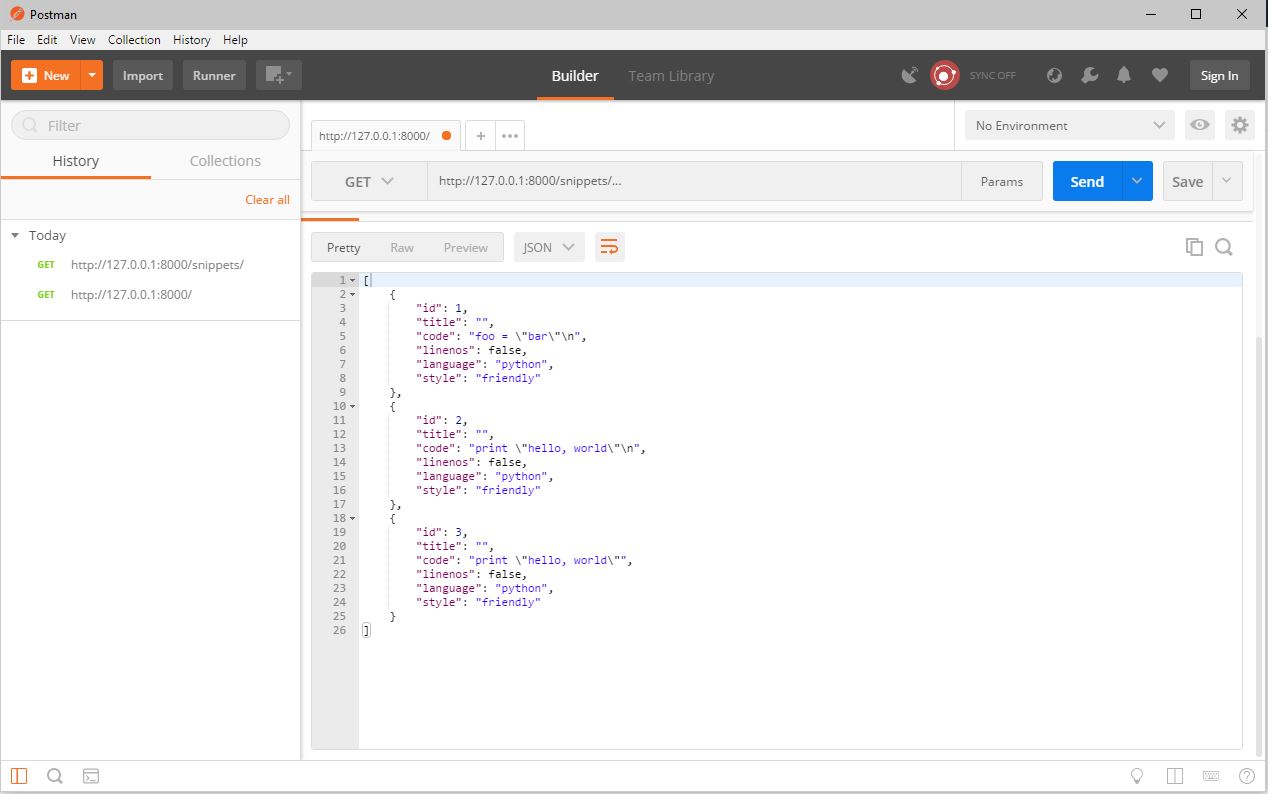 Postman
File Edit View Collection History Help
New Import Runner Builder Team Library SYNC OFF Sign In
Filter
History Collections
Clear all
Today
GET http://127.0.0.1:8000/snippets/
GET http://127.0.0.1:8000/
http://127.0.0.1:8000/ + ••• No Environment
GET http://127.0.0.1:8000/snippets/... Params Send Save
Pretty Raw Preview JSON
1 [
2 {
3 "id": 1,
4 "title": "",
5 "code": "foo = \"bar\"\n",
6 "linenos": false,
7 "language": "python",
8 "style": "friendly"
9 },
10 {
11 "id": 2,
12 "title": "",
13 "code": "print \"hello, world\"\n",
14 "linenos": false,
15 "language": "python",
16 "style": "friendly"
17 },
18 {
19 "id": 3,
20 "title": "",
21 "code": "print \"hello, world\"",
22 "linenos": false,
23 "language": "python",
24 "style": "friendly"
25 }
26 ]